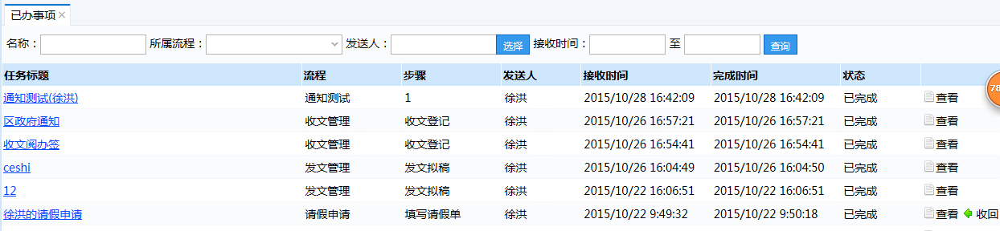 已办事项
名称： 所属流程： 发送人： 选择 接收时间： 至 查询
任务标题 流程 步骤 发送人 接收时间 完成时间 状态
通知测试(徐洪) 通知测试 1 徐洪 2015/10/28 16:42:09 2015/10/28 16:42:09 已完成 查看
78
区政府通知 收文管理 收文登记 徐洪 2015/10/26 16:57:21 2015/10/26 16:57:21 已完成 查看
收文阅办签 收文管理 收文登记 徐洪 2015/10/26 16:54:41 2015/10/26 16:54:41 已完成 查看
ceshi 发文管理 发文拟稿 徐洪 2015/10/26 16:04:49 2015/10/26 16:04:50 已完成 查看
12 发文管理 发文拟稿 徐洪 2015/10/22 16:06:51 2015/10/22 16:06:51 已完成 查看
徐洪的请假申请 请假申请 填写请假单 徐洪 2015/10/22 9:49:32 2015/10/22 9:50:18 已完成 查看 收回